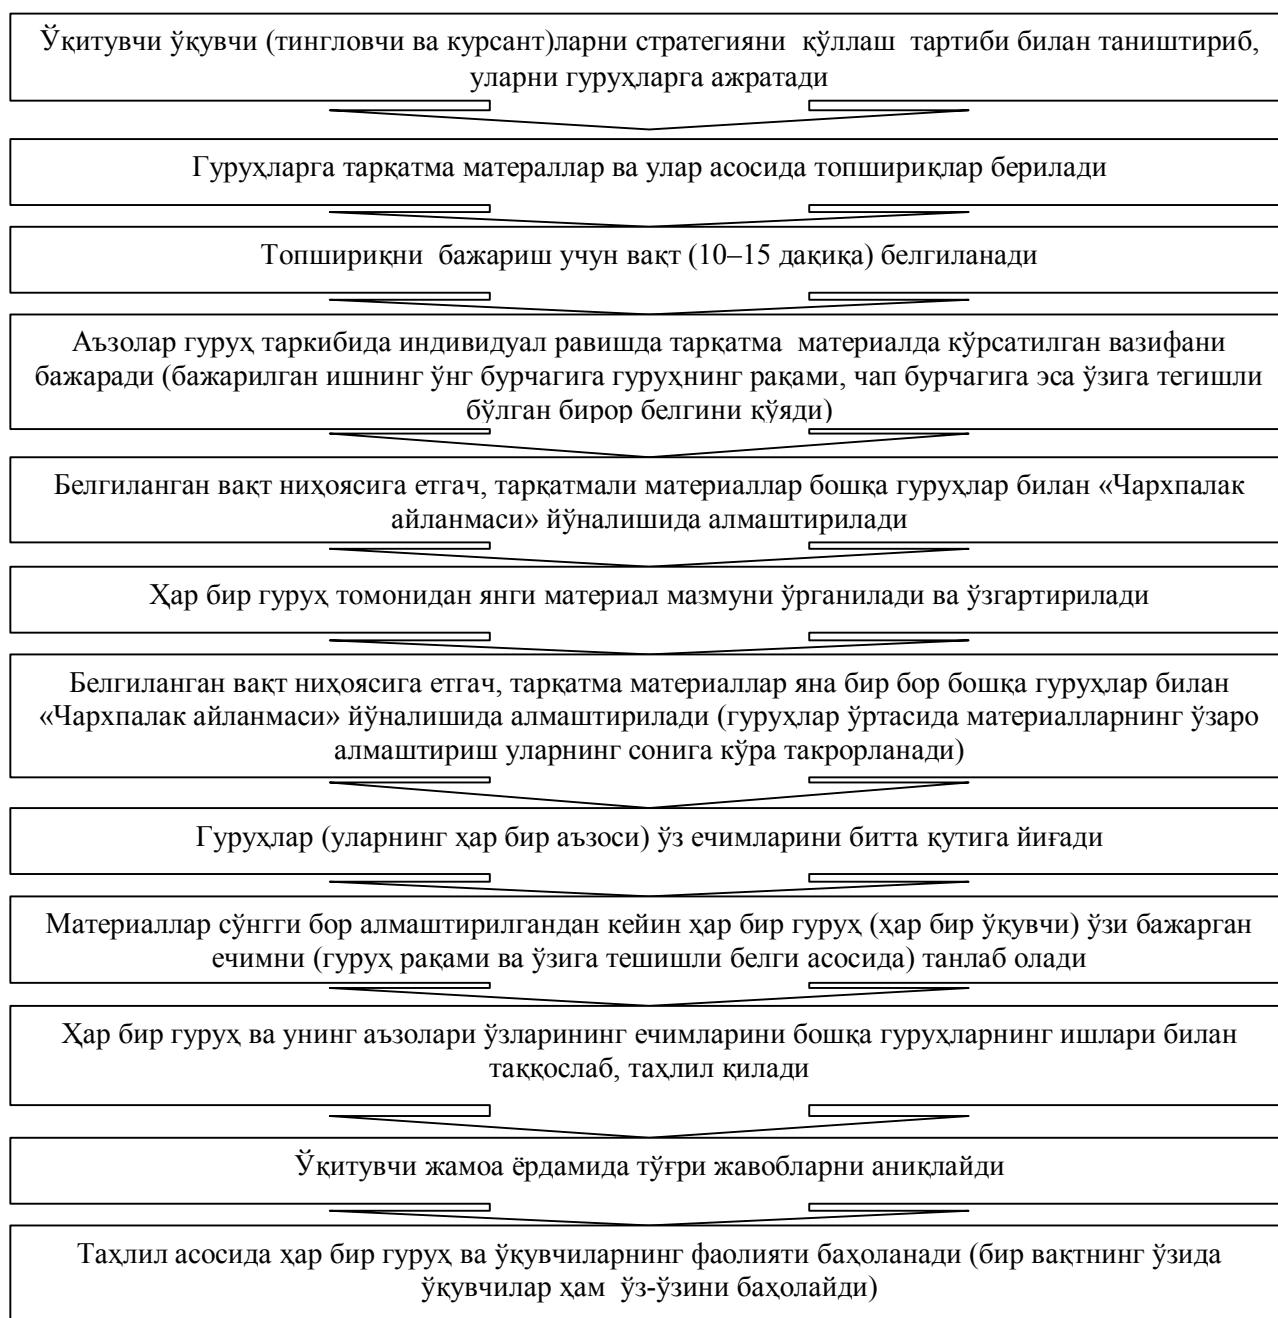 Ўқитувчи ўқувчи (тингловчи ва курсант)ларни стратегияни қўллаш тартиби билан таништириб,
уларни гуруҳларга ажратади
Гуруҳларга тарқатма матераллар ва улар асосида топшириқлар берилади
Топшириқни бажариш учун вақт (10–15 дақиқа) белгиланади
Аъзолар гуруҳ таркибида индивидуал равишда тарқатма материалда кўрсатилган вазифани
бажаради (бажарилган ишнинг ўнг бурчагига гуруҳнинг рақами, чап бурчагига эса ўзига тегишли
бўлган бирор белгини қўяди)
Белгиланган вақт ниҳоясига етгач, тарқатмали материаллар бошқа гуруҳлар билан «Чархпалак
айланмаси» йўналишида алмаштирилади
Ҳар бир гуруҳ томонидан янги материал мазмуни ўрганилади ва ўзгартирилади
Белгиланган вақт ниҳоясига етгач, тарқатма материаллар яна бир бор бошқа гуруҳлар билан
«Чархпалак айланмаси» йўналишида алмаштирилади (гуруҳлар ўртасида материалларнинг ўзаро
алмаштириш уларнинг сонига кўра такрорланади)
Гуруҳлар (уларнинг ҳар бир аъзоси) ўз ечимларини битта қутига йиғади
Материаллар сўнгги бор алмаштирилгандан кейин ҳар бир гуруҳ (ҳар бир ўқувчи) ўзи бажарган
ечимни (гуруҳ рақами ва ўзига тешишли белги асосида) танлаб олади
Ҳар бир гуруҳ ва унинг аъзолари ўзларининг ечимларини бошқа гуруҳларнинг ишлари билан
таққослаб, таҳлил қилади
Ўқитувчи жамоа ёрдамида тўғри жавобларни аниқлайди
Таҳлил асосида ҳар бир гуруҳ ва ўқувчиларнинг фаолияти баҳоланади (бир вақтнинг ўзида
ўқувчилар ҳам ўз-ўзини баҳолайди)